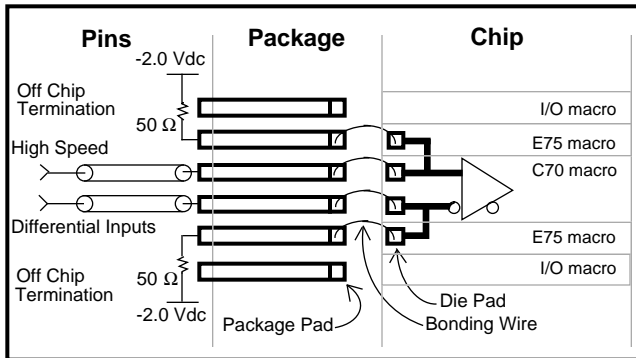 Pins
Package
Chip
-2.0 Vdc
Off Chip
Termination
50 Ω
I/O macro
E75 macro
High Speed
C70 macro
Differential Inputs
E75 macro
Off Chip
Termination
50 Ω
I/O macro
-2.0 Vdc
Package Pad
Die Pad
Bonding Wire